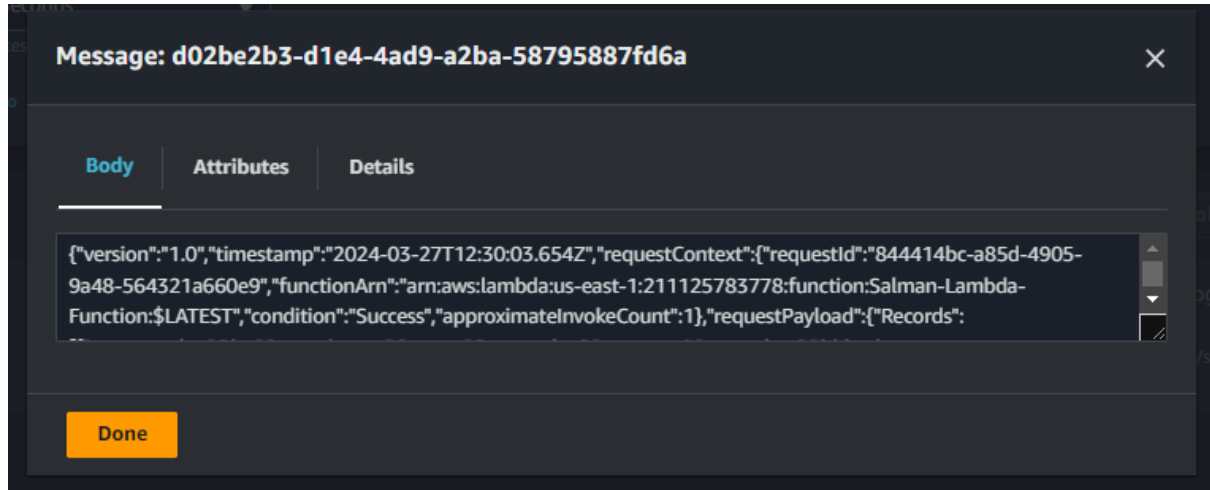 Message: d02be2b3-d1e4-4ad9-a2ba-58795887fd6a
Body Attributes Details
{"version":"1.0","timestamp":"2024-03-27T12:30:03.654Z","requestContext":{"requestId":"844414bc-a85d-4905-
9a48-564321a660e9","functionArn":"arn:aws:lambda:us-east-1:211125783778:function:Salman-Lambda-
Function:$LATEST","condition":"Success","approximateInvokeCount":1},"requestPayload":{"Records":
Done